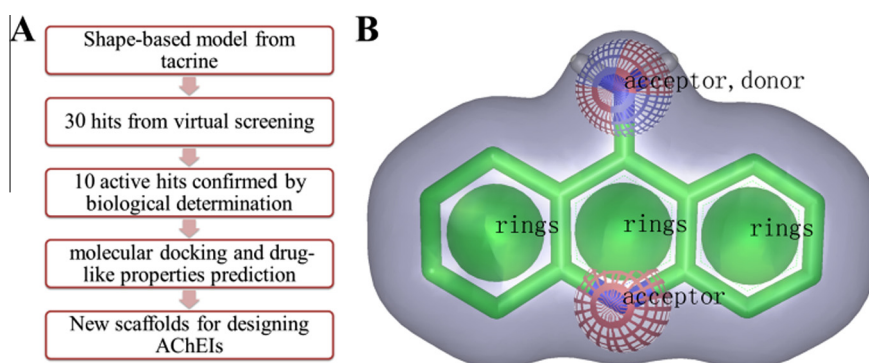 A
Shape-based model from
tacrine
30 hits from virtual screening
10 active hits confirmed by
biological determination
molecular docking and drug-
like properties prediction
New scaffolds for designing
AChEIs
B
acceptor,donor
rings
rings
rings
acceptor